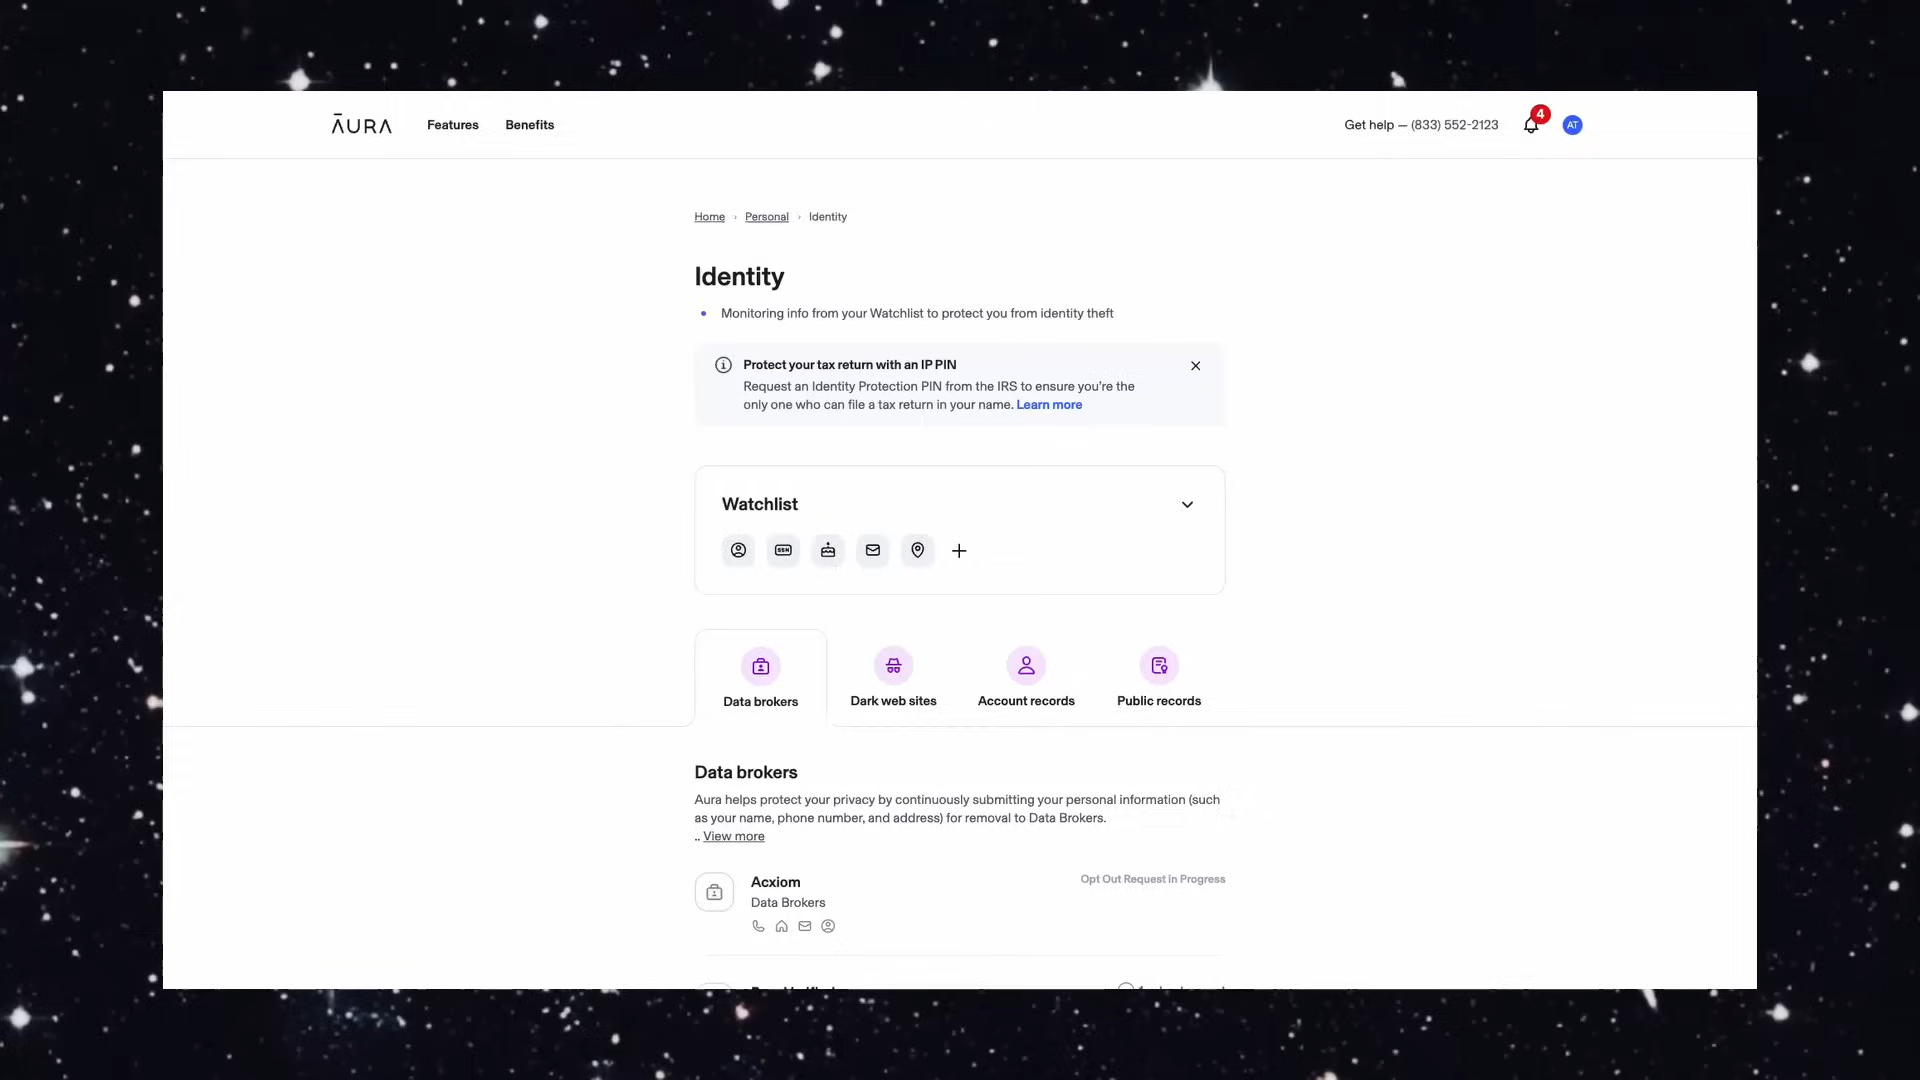 ĀURA Features Benefits Get help — (833) 552-2123 4 AT
Home › Personal › Identity
Identity
• Monitoring info from your Watchlist to protect you from identity theft
Protect your tax return with an IP PIN
Request an Identity Protection PIN from the IRS to ensure you're the
only one who can file a tax return in your name. Learn more
Watchlist
SSN
Data brokers Dark web sites Account records Public records
Data brokers
Aura helps protect your privacy by continuously submitting your personal information (such
as your name, phone number, and address) for removal to Data Brokers.
.. View more
Acxiom Opt Out Request in Progress
Data Brokers